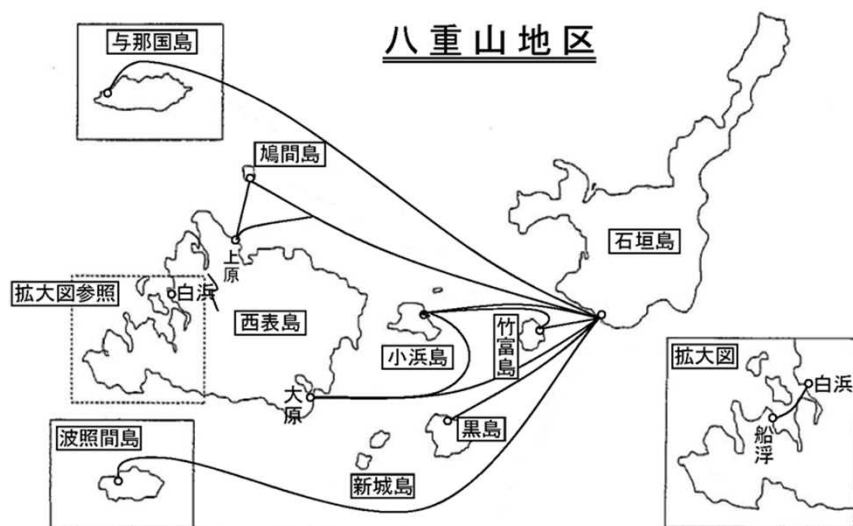 八重山地区
与那国島
鳩間島
石垣島
上原
拡大図参照
白浜
西表島
小浜島
竹富島
拡大図
白浜
大原
黒島
船浮
波照間島
新城島